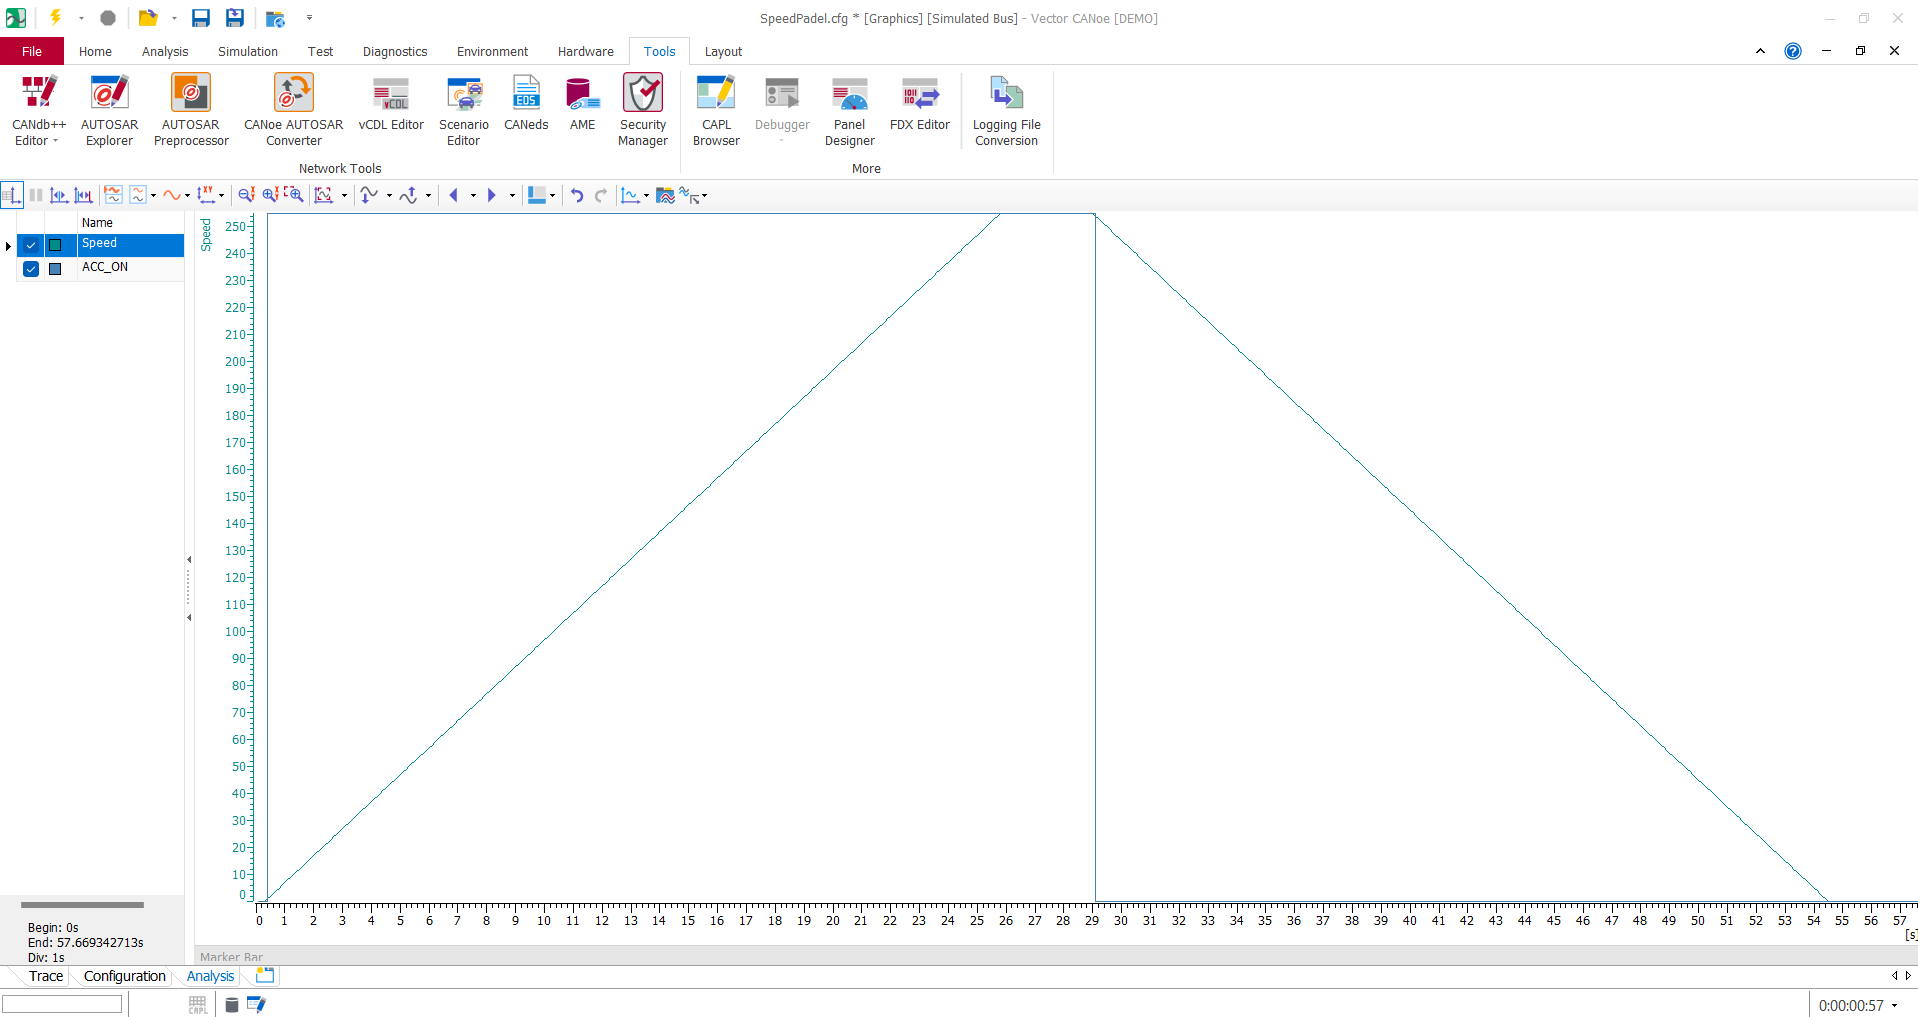 SpeedPadel.cfg * [Graphics] [Simulated Bus] - Vector CANoe [DEMO]
File Home Analysis Simulation Test Diagnostics Environment Hardware Tools Layout
CANdb++ Editor
AUTOSAR Explorer
AUTOSAR Preprocessor
CANoe AUTOSAR Converter
vCDL Editor
Scenario Editor
CANeds
AME
Security Manager
CAPL Browser
Debugger
Panel Designer
FDX Editor
Logging File Conversion
Network Tools
More
Name
Speed
ACC_ON
Speed
250
240
230
220
210
200
190
180
170
160
150
140
130
120
110
100
90
80
70
60
50
40
30
20
10
0
0 1 2 3 4 5 6 7 8 9 10 11 12 13 14 15 16 17 18 19 20 21 22 23 24 25 26 27 28 29 30 31 32 33 34 35 36 37 38 39 40 41 42 43 44 45 46 47 48 49 50 51 52 53 54 55 56 57
[s]
Begin: 0s
End: 57.669342713s
Div: 1s
Marker Bar
Trace Configuration Analysis
CAPL
0:00:00:57